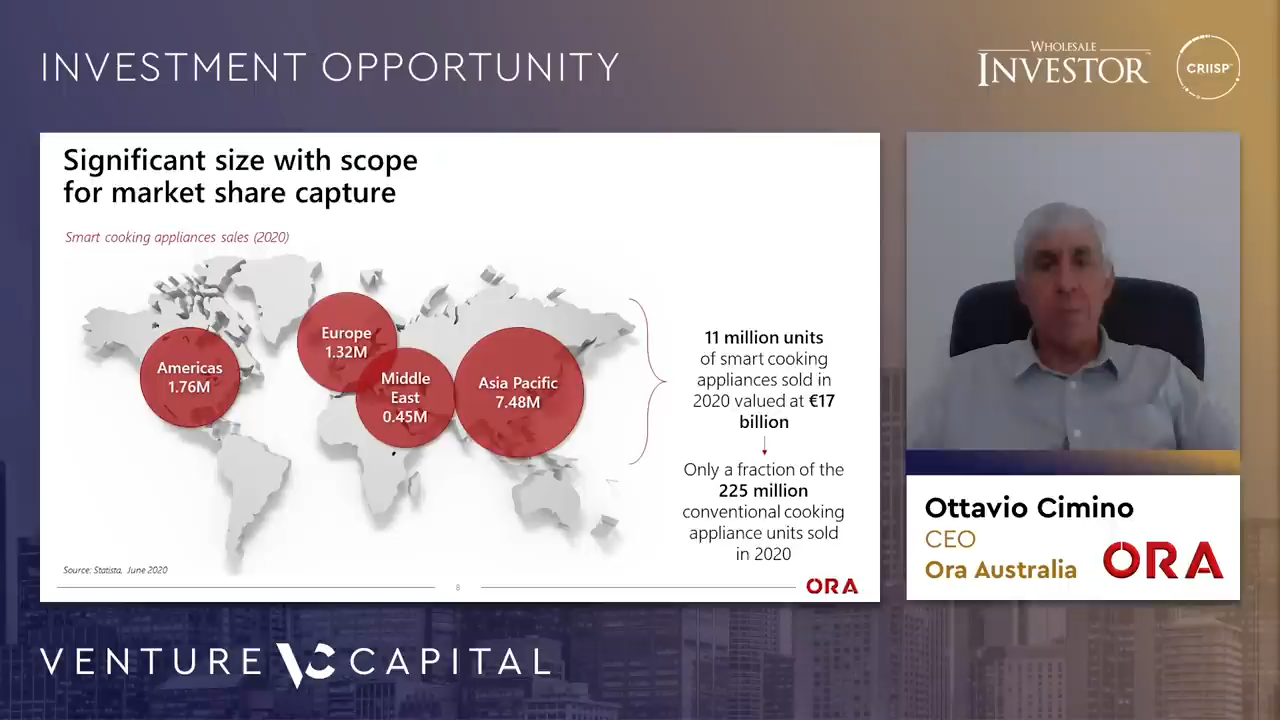 INVESTMENT OPPORTUNITY
WHOLESALE
INVESTOR
CRIISP
Significant size with scope
for market share capture
Smart cooking appliances sales (2020)
Europe
1.32M
Americas
1.76M
Middle
East
0.45M
Asia Pacific
7.48M
11 million units
of smart cooking
appliances sold in
2020 valued at €17
billion
Only a fraction of the
225 million
conventional cooking
appliance units sold
in 2020
Source: Statista, June 2020
8
ORA
Ottavio Cimino
CEO
Ora Australia
ORA
VENTURE VC CAPITAL